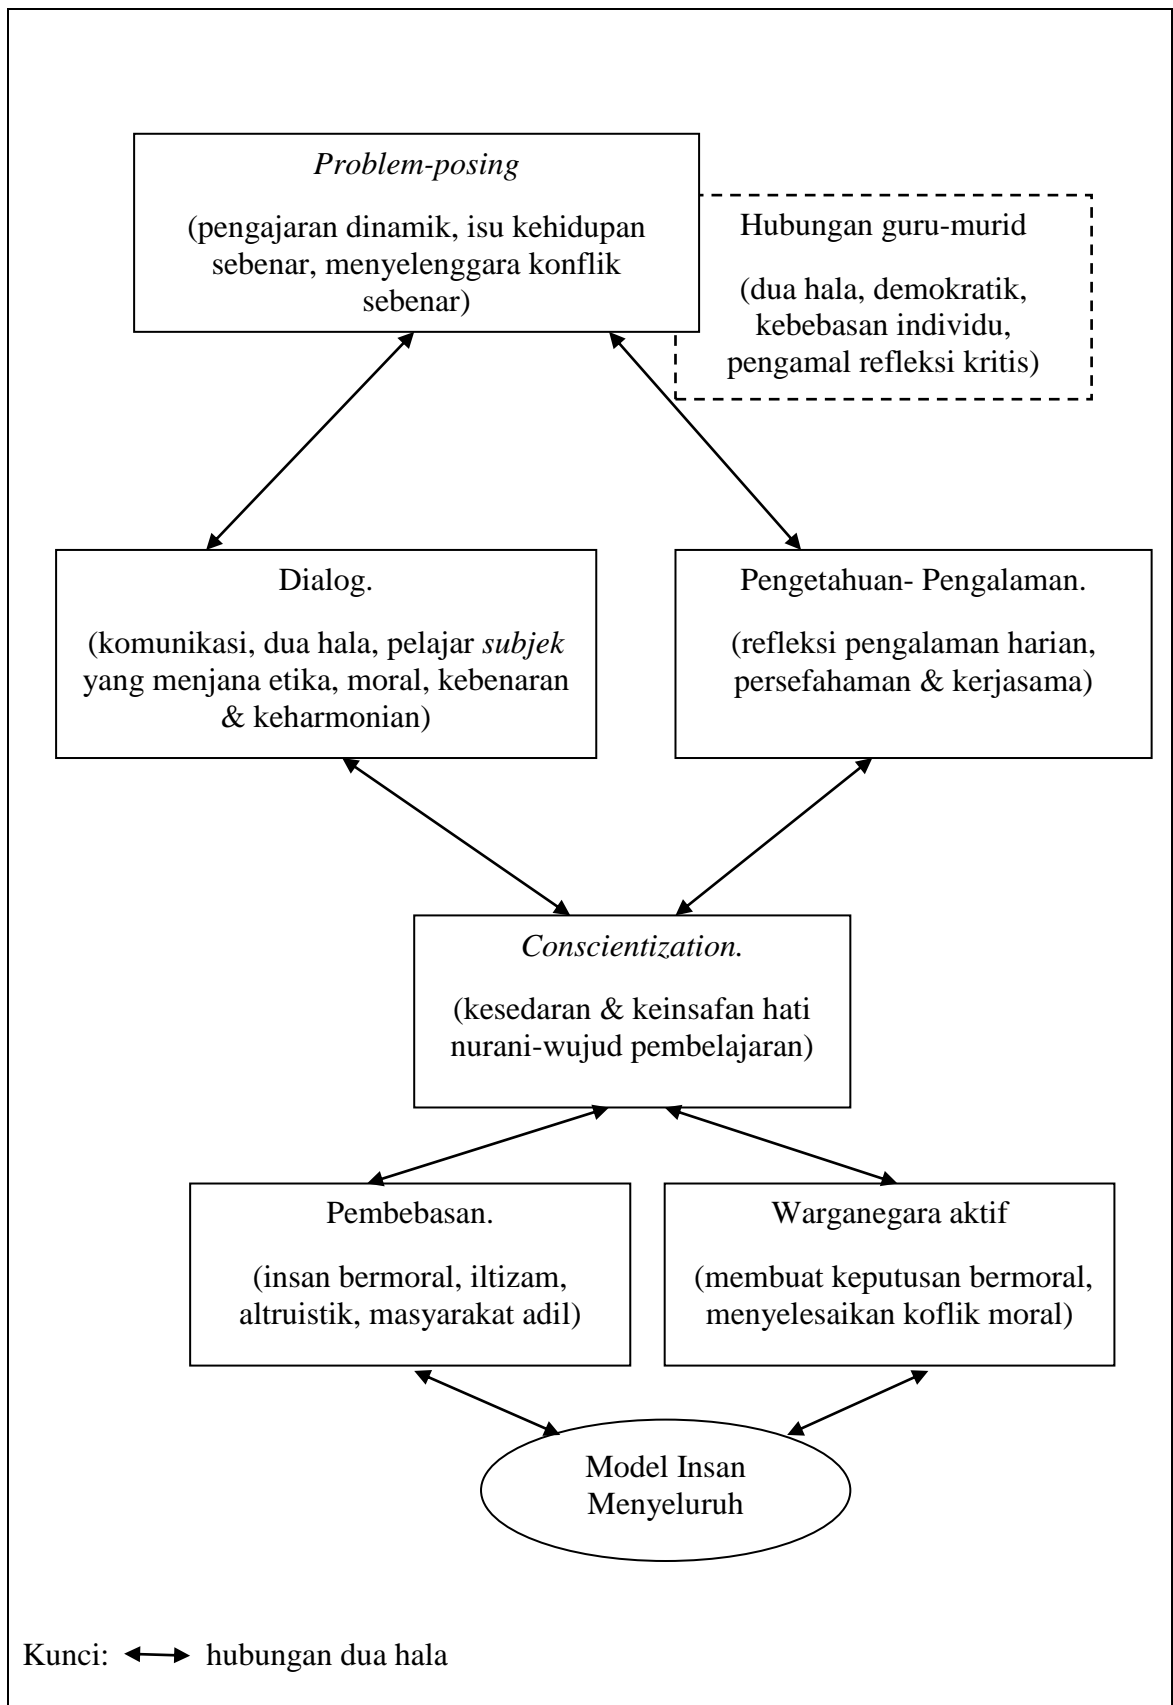 Problem-posing
(pengajaran dinamik, isu kehidupan
sebenar, menyelenggara konflik
sebenar)
Hubungan guru-murid
(dua hala, demokratik,
kebebasan individu,
pengamal refleksi kritis)
Dialog.
(komunikasi, dua hala, pelajar subjek
yang menjana etika, moral, kebenaran
& keharmonian)
Pengetahuan- Pengalaman.
(refleksi pengalaman harian,
persefahaman & kerjasama)
Conscientization.
(kesedaran & keinsafan hati
nurani-wujud pembelajaran)
Pembebasan.
(insan bermoral, iltizam,
altruistik, masyarakat adil)
Warganegara aktif
(membuat keputusan bermoral,
menyelesaikan koflik moral)
Model Insan
Menyeluruh
Kunci: hubungan dua hala